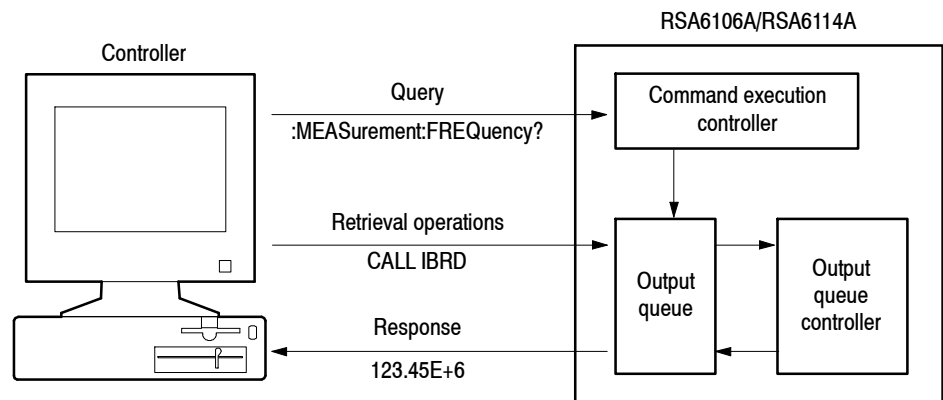 RSA6106A/RSA6114A
Controller
Query
:MEASurement:FREQuency?
Command execution
controller
Retrieval operations
CALL IBRD
Output
queue
Output
queue
controller
Response
123.45E+6